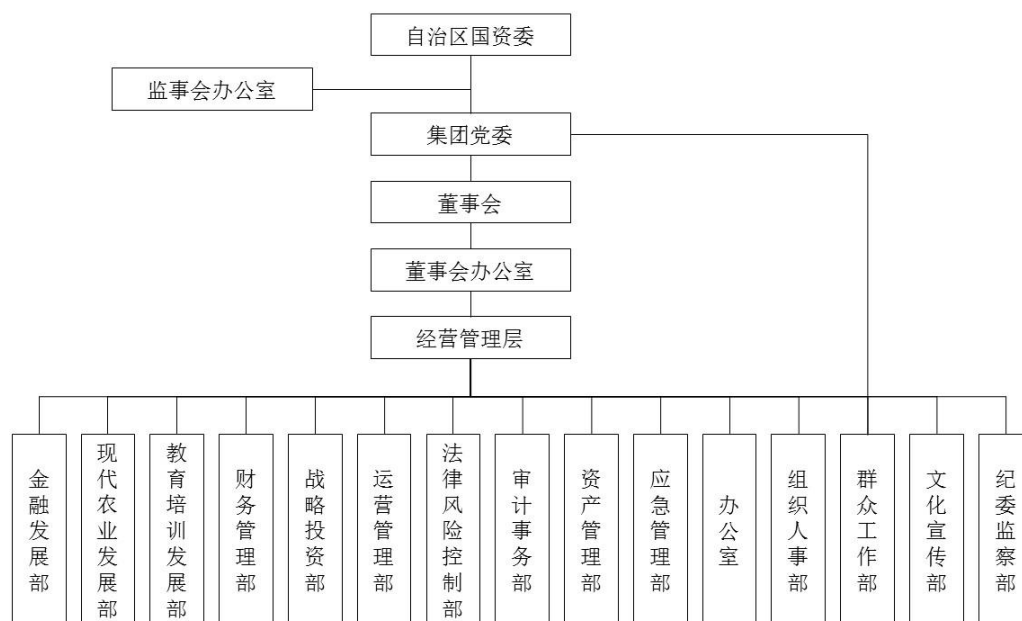 自治区国资委
监事会办公室
集团党委
董事会
董事会办公室
经营管理层
金融发展部
现代农业发展部
教育培训发展部
财务管理部
战略投资部
运营管理部
法律风险控制部
审计事务部
资产管理部
应急管理部
办公室
组织人事部
群众工作部
文化宣传部
纪委监察部